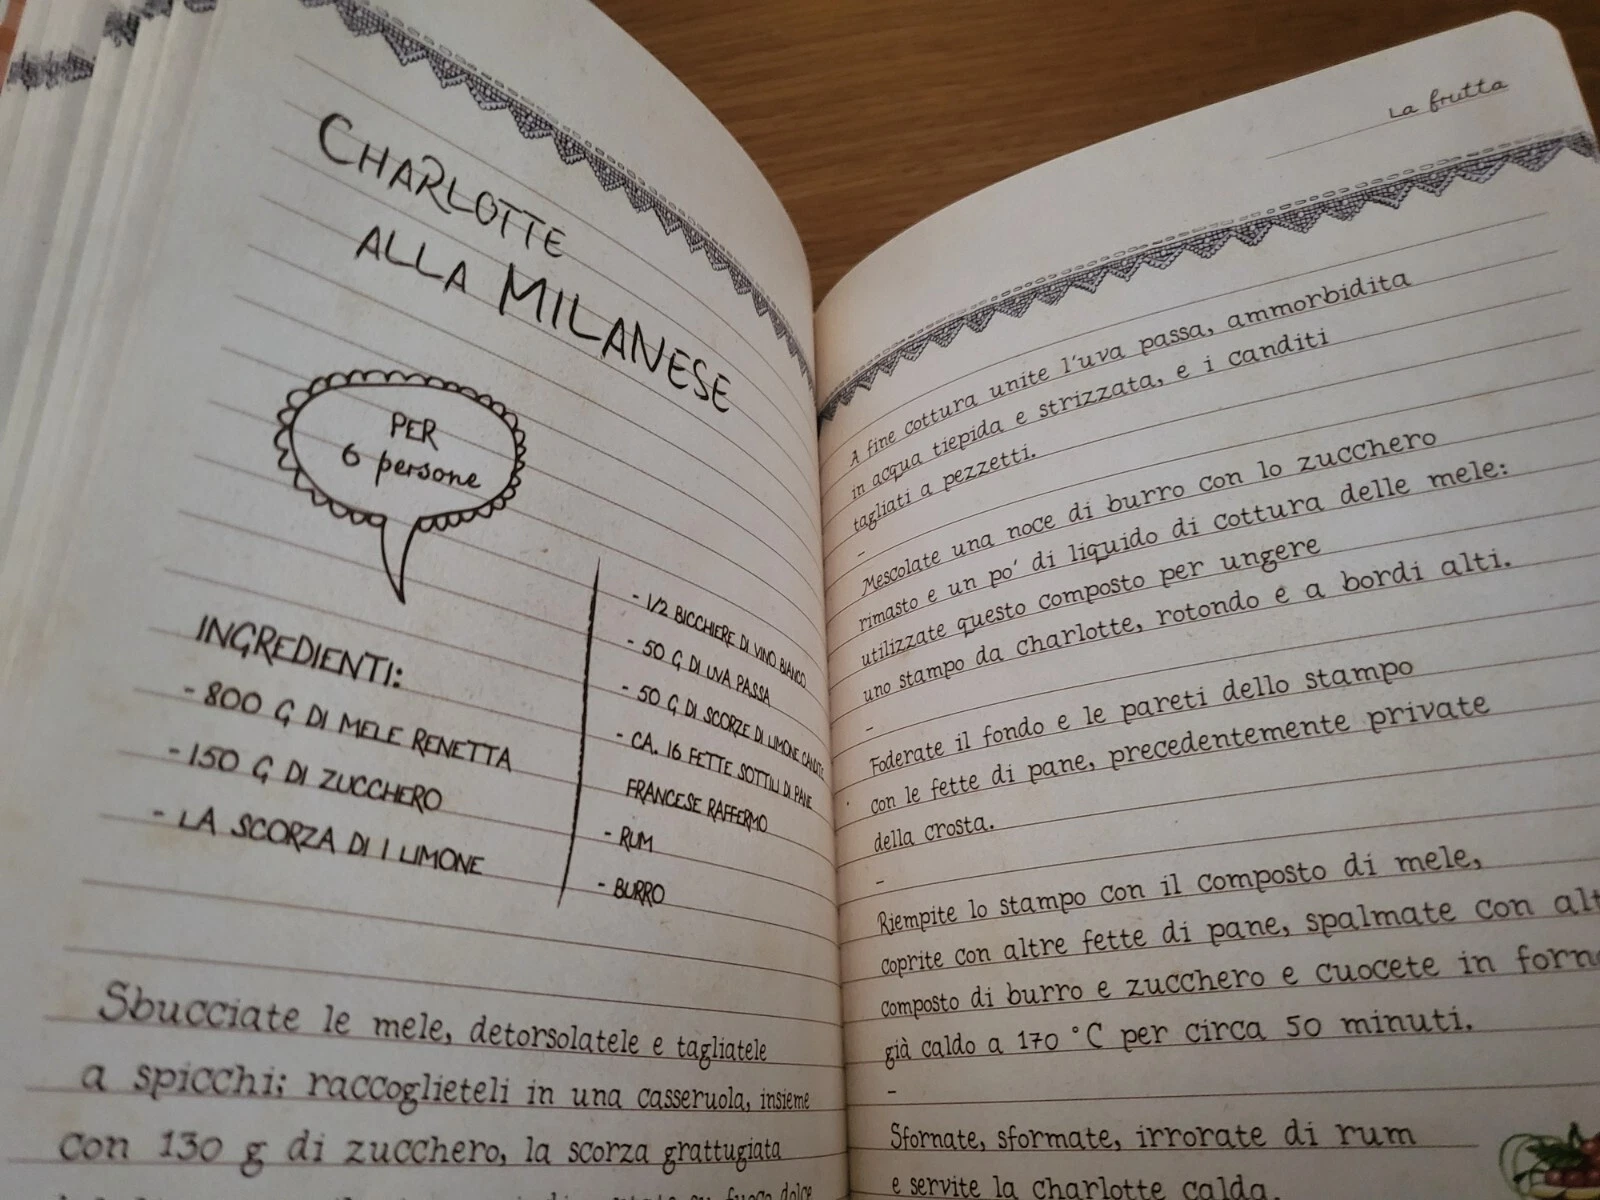 CHARLOTTE
ALLA MILANESE
PER
6 persone
INGREDIENTI:
- 800 G DI MELE RENETTA
- 150 G DI ZUCCHERO
- LA SCORZA DI 1 LIMONE
- 1/2 BICCHIERE DI VINO BIANCO
- 50 G DI UVA PASSA
- 50 G DI SCORZE DI LIMONE
- CA. 16 FETTE SOTTILI DI PANE
FRANCESE RAFFERMO
- RUM
- BURRO
Sbucciate le mele, detorsolatele e tagliatele
a spicchi; raccoglieteli in una casseruola, insieme
con 130 g di zucchero, la scorza grattugiata
su fuoco dolce
La frutta
A fine cottura unite l'uva passa, ammorbidita
in acqua tiepida e strizzata, e i canditi
tagliati a pezzetti.
–
Mescolate una noce di burro con lo zucchero
rimasto e un po' di liquido di cottura delle mele:
utilizzate questo composto per ungere
uno stampo da charlotte, rotondo e a bordi alti.
–
Foderate il fondo e le pareti dello stampo
con le fette di pane, precedentemente private
della crosta.
–
Riempite lo stampo con il composto di mele,
coprite con altre fette di pane, spalmate con
composto di burro e zucchero e cuocete in
già caldo a 170 °C per circa 50 minuti.
–
Sfornate, sformate, irrorate di rum
e servite la charlotte calda.